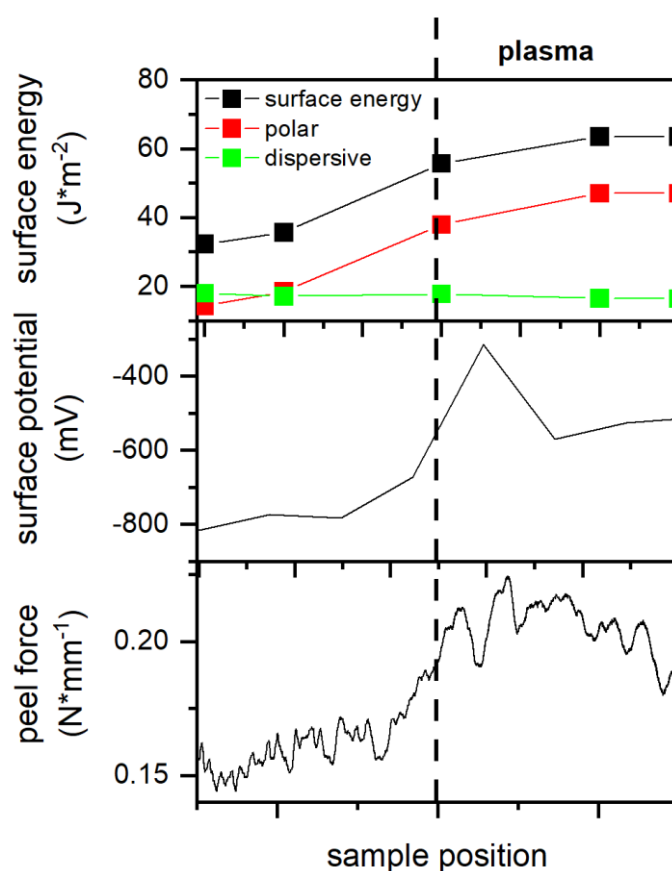 plasma
surface energy
(J*m⁻²)
80
60
40
20
surface energy
polar
dispersive
surface potential
(mV)
-400
-600
-800
peel force
(N*mm⁻¹)
0.20
0.15
sample position